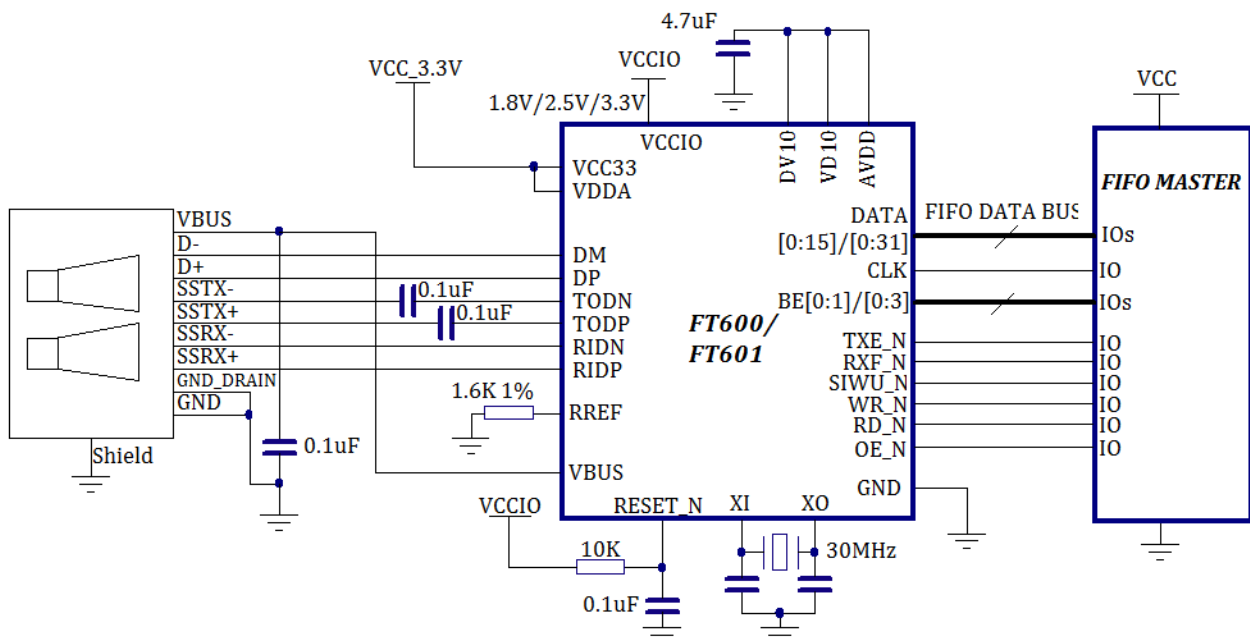 4.7uF
VCC_3.3V
VCCIO
VCC
1.8V/2.5V/3.3V
VCCIO
DV10
VD10
AVDD
VCC33
VDDA
FIFO MASTER
VBUS
D-
D+
SSTX-
SSTX+
SSRX-
SSRX+
GND_DRAIN
GND
Shield
0.1uF
0.1uF
0.1uF
DM
DP
TODN
TODP
RIDN
RIDP
1.6K 1%
RREF
VBUS
FT600/
FT601
DATA
[0:15]/[0:31]
CLK
BE[0:1]/[0:3]
TXE_N
RXF_N
SIWU_N
WR_N
RD_N
OE_N
GND
FIFO DATA BUS
IOs
IO
IOs
IO
IO
IO
IO
IO
IO
VCCIO
RESET_N
XI
XO
10K
30MHz
0.1uF